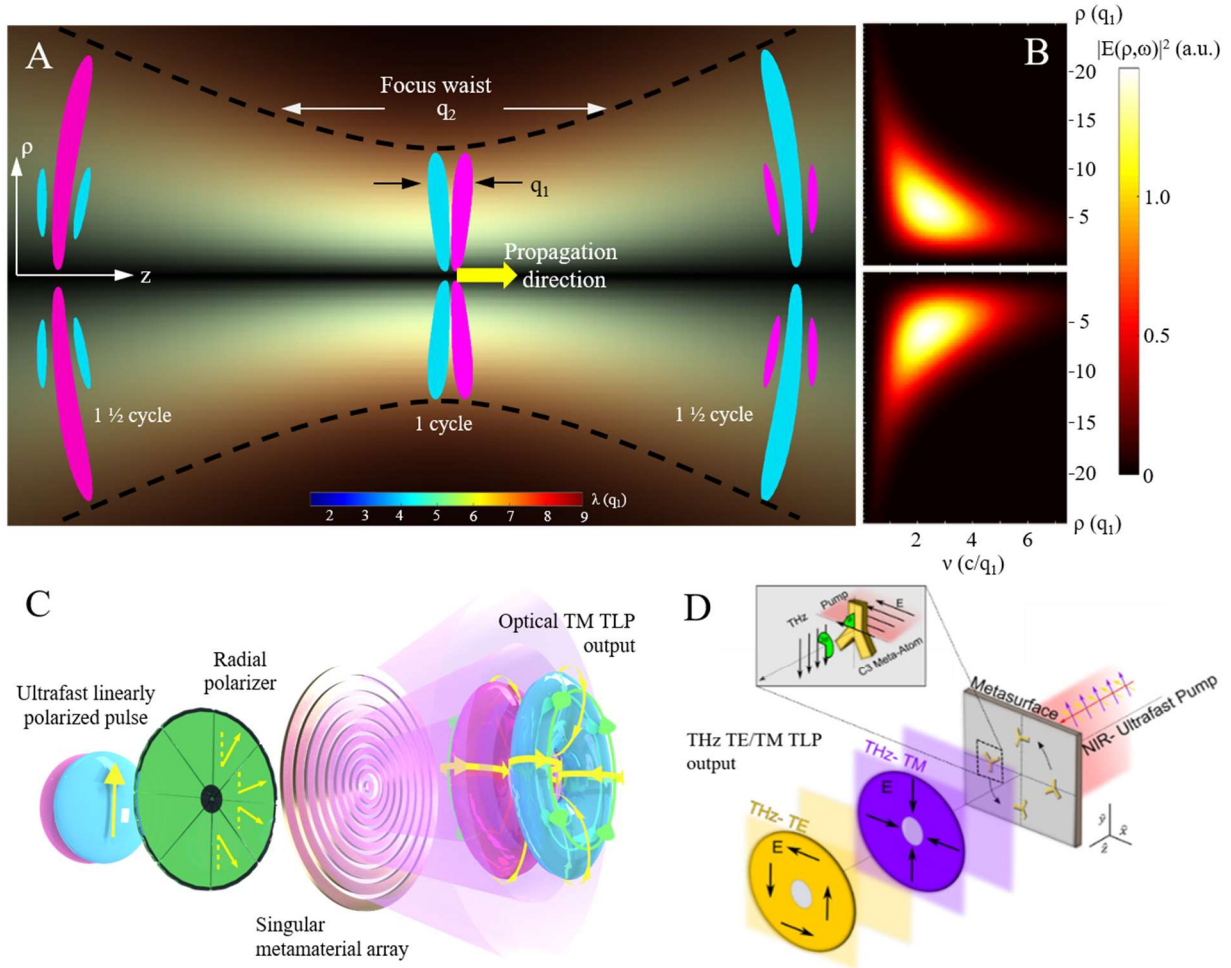 A
Focus waist
q2
ρ
q1
z
Propagation
direction
1 ½ cycle
1 cycle
1 ½ cycle
λ (q1)
2 3 4 5 6 7 8 9
B
ρ (q1)
|E(ρ,ω)|² (a.u.)
- 20
- 15
- 10
- 5
- 5
-10
-15
-20
ρ (q1)
1.0
0.5
0
2 4 6
ν (c/q1)
C
Ultrafast linearly
polarized pulse
Radial
polarizer
Singular
metamaterial array
Optical TM TLP
output
D
THz
Pump
E
C3 Meta-Atom
Metasurface
NIR- Ultrafast Pump
THz TE/TM TLP
output
THz- TM
E
THz- TE
E
ŷ
x̂
ẑ